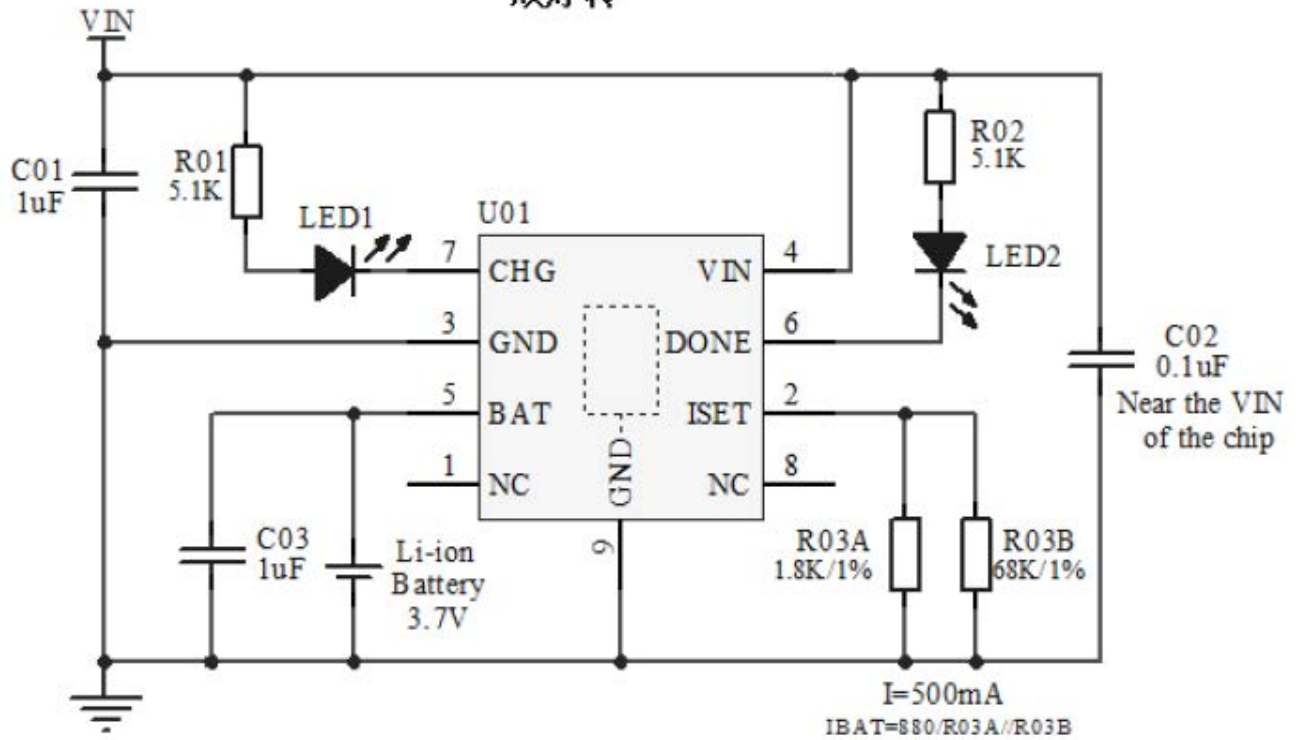 VIN
C01
1uF
R01
5.1K
LED1
U01
R02
5.1K
LED2
7
CHG
VIN
4
3
GND
DONE
6
5
BAT
ISET
2
1
NC
NC
8
GND
9
C02
0.1uF
Near the VIN
of the chip
C03
1uF
Li-ion
Battery
3.7V
R03A
1.8K/1%
R03B
68K/1%
I=500mA
IBAT=880/R03A//R03B